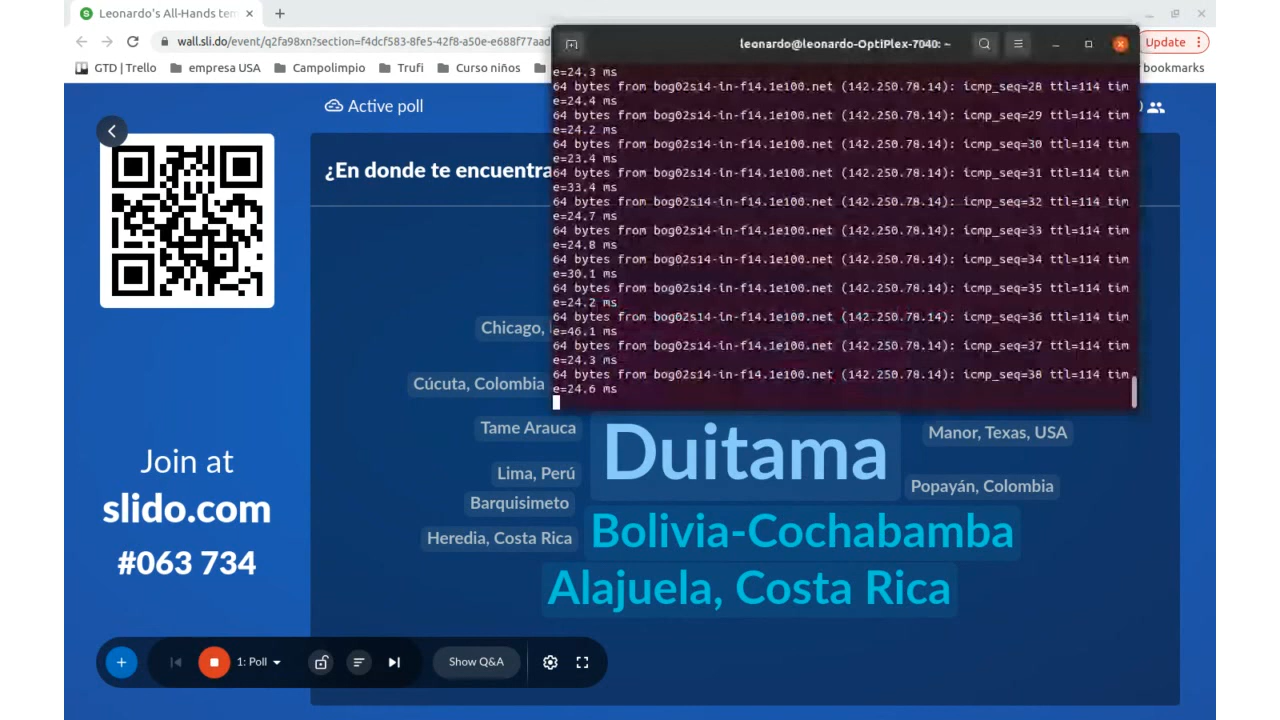 Leonardo's All-Hands tem
wall.sli.do/event/q2fa98xn?section=f4dcf583-8fe5-42f8-a50e-e688f77aad
Update
GTD | Trello
empresa USA
Campolimpio
Trufi
Curso niños
bookmarks
leonardo@leonardo-OptiPlex-7040: ~
e=24.3 ms
64 bytes from bog02s14-in-f14.1e100.net (142.250.78.14): icmp_seq=28 ttl=114 tim
e=24.4 ms
64 bytes from bog02s14-in-f14.1e100.net (142.250.78.14): icmp_seq=29 ttl=114 tim
e=24.2 ms
64 bytes from bog02s14-in-f14.1e100.net (142.250.78.14): icmp_seq=30 ttl=114 tim
e=23.4 ms
64 bytes from bog02s14-in-f14.1e100.net (142.250.78.14): icmp_seq=31 ttl=114 tim
e=33.4 ms
64 bytes from bog02s14-in-f14.1e100.net (142.250.78.14): icmp_seq=32 ttl=114 tim
e=24.7 ms
64 bytes from bog02s14-in-f14.1e100.net (142.250.78.14): icmp_seq=33 ttl=114 tim
e=24.8 ms
64 bytes from bog02s14-in-f14.1e100.net (142.250.78.14): icmp_seq=34 ttl=114 tim
e=30.1 ms
64 bytes from bog02s14-in-f14.1e100.net (142.250.78.14): icmp_seq=35 ttl=114 tim
e=24.2 ms
64 bytes from bog02s14-in-f14.1e100.net (142.250.78.14): icmp_seq=36 ttl=114 tim
e=46.1 ms
64 bytes from bog02s14-in-f14.1e100.net (142.250.78.14): icmp_seq=37 ttl=114 tim
e=24.3 ms
64 bytes from bog02s14-in-f14.1e100.net (142.250.78.14): icmp_seq=38 ttl=114 tim
e=24.6 ms
Active poll
¿En donde te encuentra
Chicago,
Cúcuta, Colombia
Tame Arauca
Duitama
Manor, Texas, USA
Lima, Perú
Popayán, Colombia
Barquisimeto
Bolivia-Cochabamba
Heredia, Costa Rica
Alajuela, Costa Rica
Join at
slido.com
#063 734
1: Poll
Show Q&A